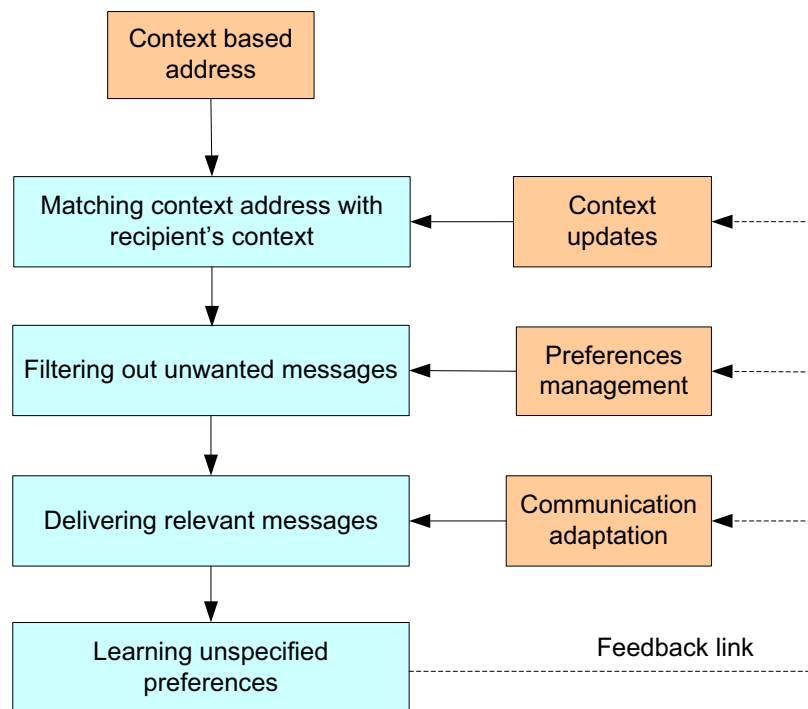 Context based
address
Matching context address with
recipient's context
Context
updates
Filtering out unwanted messages
Preferences
management
Delivering relevant messages
Communication
adaptation
Learning unspecified
preferences
Feedback link